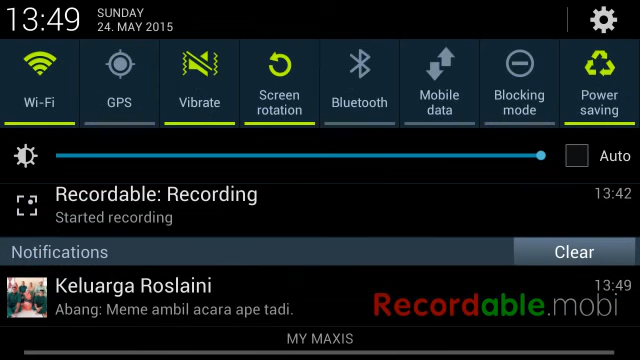 13:49
SUNDAY
24. MAY 2015
Wi-Fi
GPS
Vibrate
Screen
rotation
Bluetooth
Mobile
data
Blocking
mode
Power
saving
Auto
Recordable: Recording
13:42
Started recording
Notifications
Clear
Keluarga Roslaini
13:49
Abang: Meme ambil acara ape tadi.
Recordable.mobi
MY MAXIS